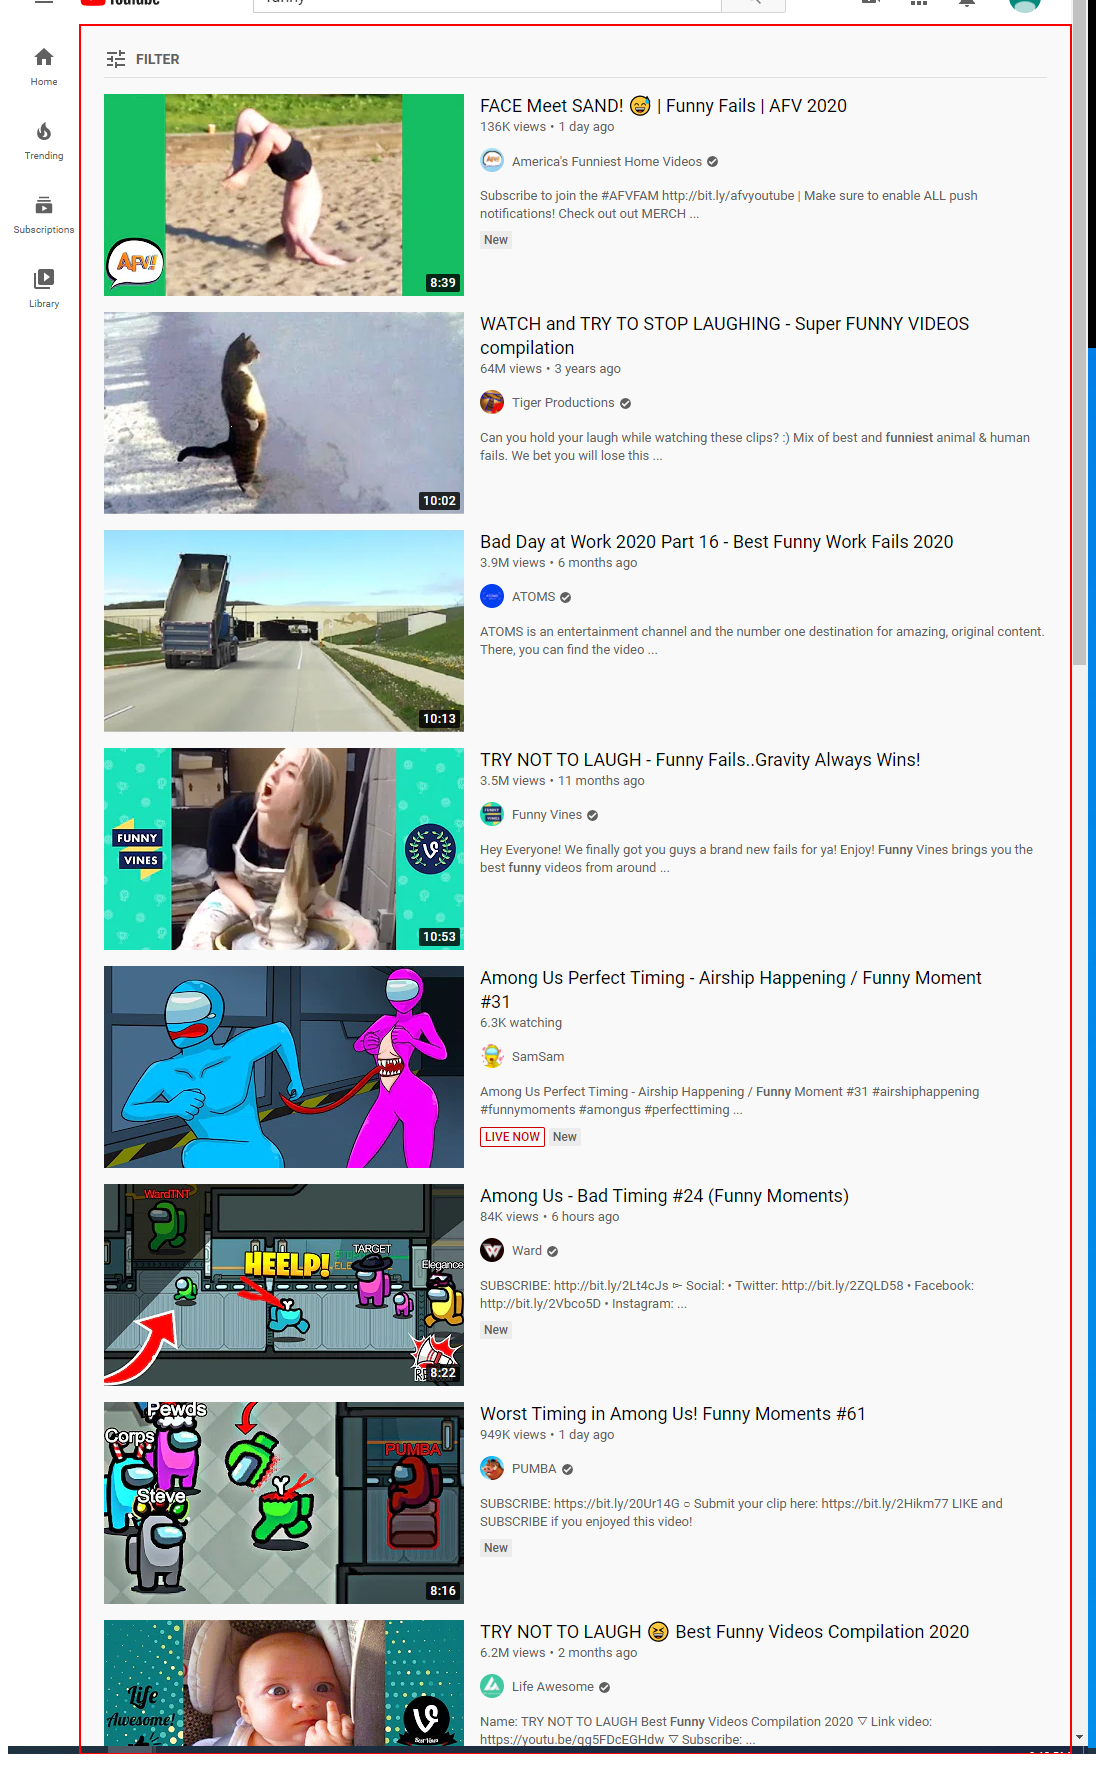 FILTER
Home
Trending
Subscriptions
Library
AFV!!
8:39
FACE Meet SAND! 😅 | Funny Fails | AFV 2020
136K views • 1 day ago
America's Funniest Home Videos
Subscribe to join the #AFVFAM http://bit.ly/afvyoutube | Make sure to enable ALL push
notifications! Check out out MERCH ...
New
10:02
WATCH and TRY TO STOP LAUGHING - Super FUNNY VIDEOS
compilation
64M views • 3 years ago
Tiger Productions
Can you hold your laugh while watching these clips? :) Mix of best and funniest animal & human
fails. We bet you will lose this ...
10:13
Bad Day at Work 2020 Part 16 - Best Funny Work Fails 2020
3.9M views • 6 months ago
ATOMS
ATOMS is an entertainment channel and the number one destination for amazing, original content.
There, you can find the video ...
FUNNY
VINES
10:53
TRY NOT TO LAUGH - Funny Fails..Gravity Always Wins!
3.5M views • 11 months ago
Funny Vines
Hey Everyone! We finally got you guys a brand new fails for ya! Enjoy! Funny Vines brings you the
best funny videos from around ...
Among Us Perfect Timing - Airship Happening / Funny Moment
#31
6.3K watching
SamSam
Among Us Perfect Timing - Airship Happening / Funny Moment #31 #airshiphappening
#funnymoments #amongus #perfecttiming ...
LIVE NOW New
WardTNT
HEELP!
TARGET
Elegance
8:22
Among Us - Bad Timing #24 (Funny Moments)
84K views • 6 hours ago
Ward
SUBSCRIBE: http://bit.ly/2Lt4cJs ⌲ Social: • Twitter: http://bit.ly/2ZQLD58 • Facebook:
http://bit.ly/2Vbco5D • Instagram: ...
New
Pewds
Corps
Steve
PUMBA
8:16
Worst Timing in Among Us! Funny Moments #61
949K views • 1 day ago
PUMBA
SUBSCRIBE: https://bit.ly/20Ur14G ○ Submit your clip here: https://bit.ly/2Hikm77 LIKE and
SUBSCRIBE if you enjoyed this video!
New
Life
Awesome!
TRY NOT TO LAUGH 😆 Best Funny Videos Compilation 2020
6.2M views • 2 months ago
Life Awesome
Name: TRY NOT TO LAUGH Best Funny Videos Compilation 2020 ▽ Link video:
https://youtu.be/qg5FDcEGHdw ▽ Subscribe: ...